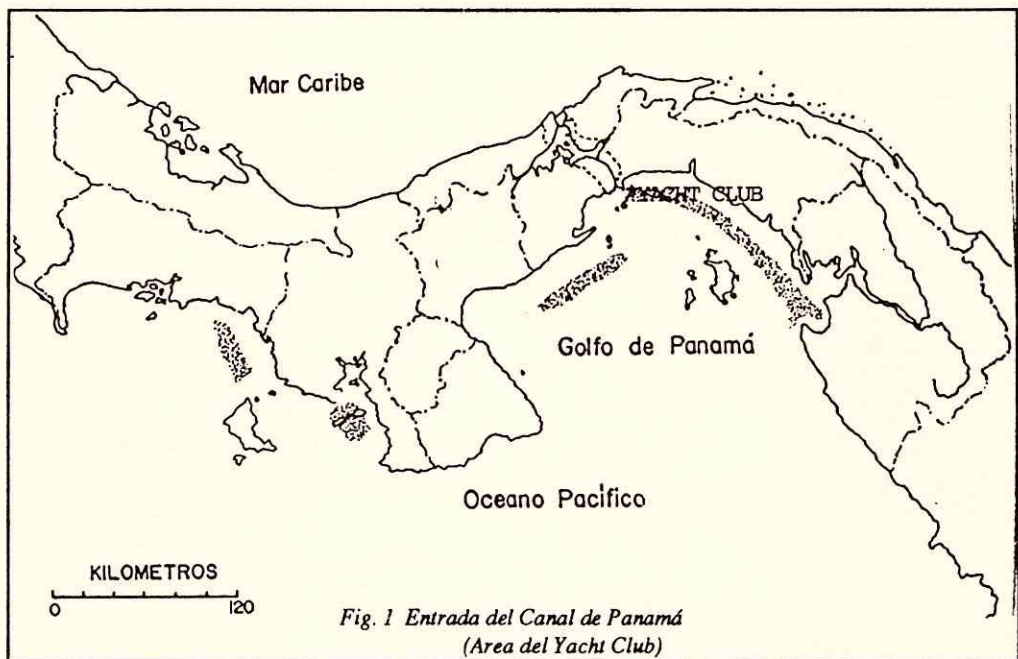 Mar Caribe
YACHT CLUB
Golfo de Panamá
Oceano Pacífico
KILOMETROS
0 120
Fig. 1 Entrada del Canal de Panamá
(Area del Yacht Club)